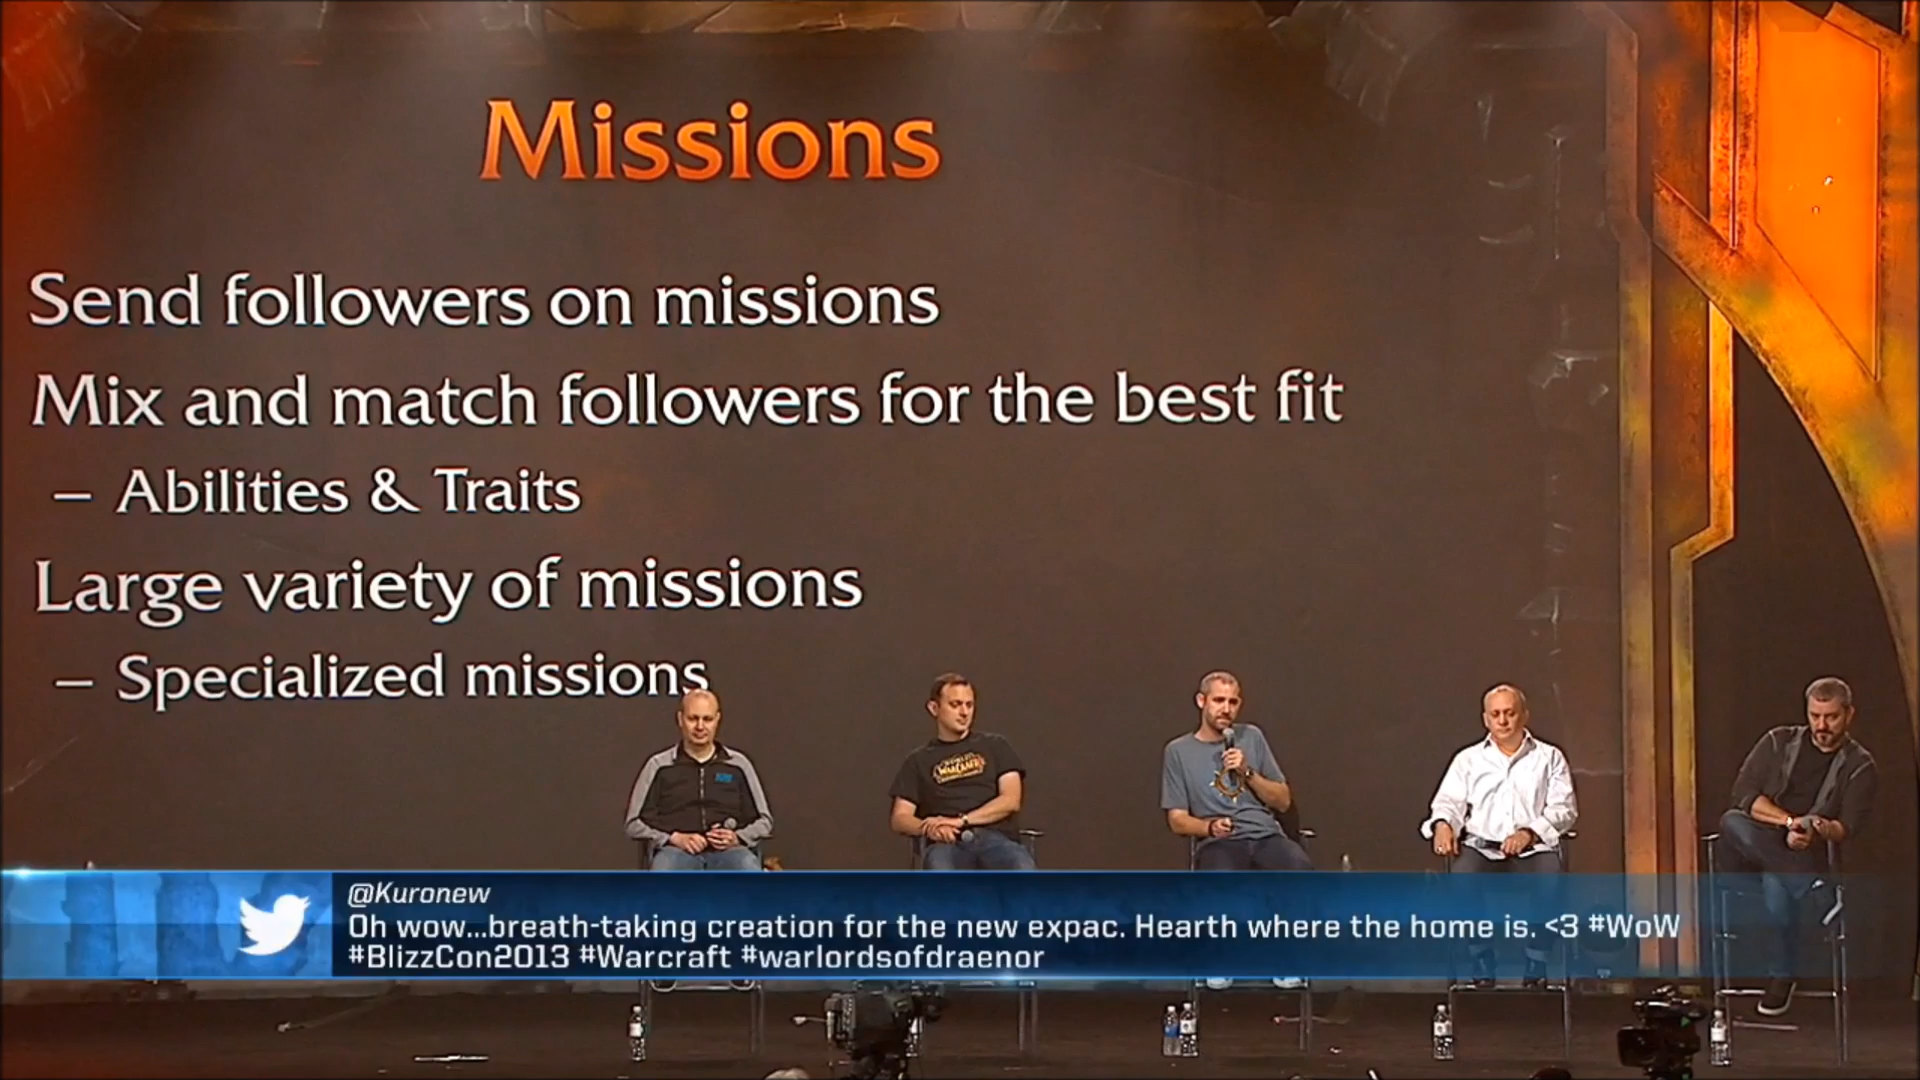 Missions
Send followers on missions
Mix and match followers for the best fit
– Abilities & Traits
Large variety of missions
– Specialized missions
WARCRAFT
@Kuronew
Oh wow...breath-taking creation for the new expac. Hearth where the home is. <3 #WoW
#BlizzCon2013 #Warcraft #warlordsofdraenor